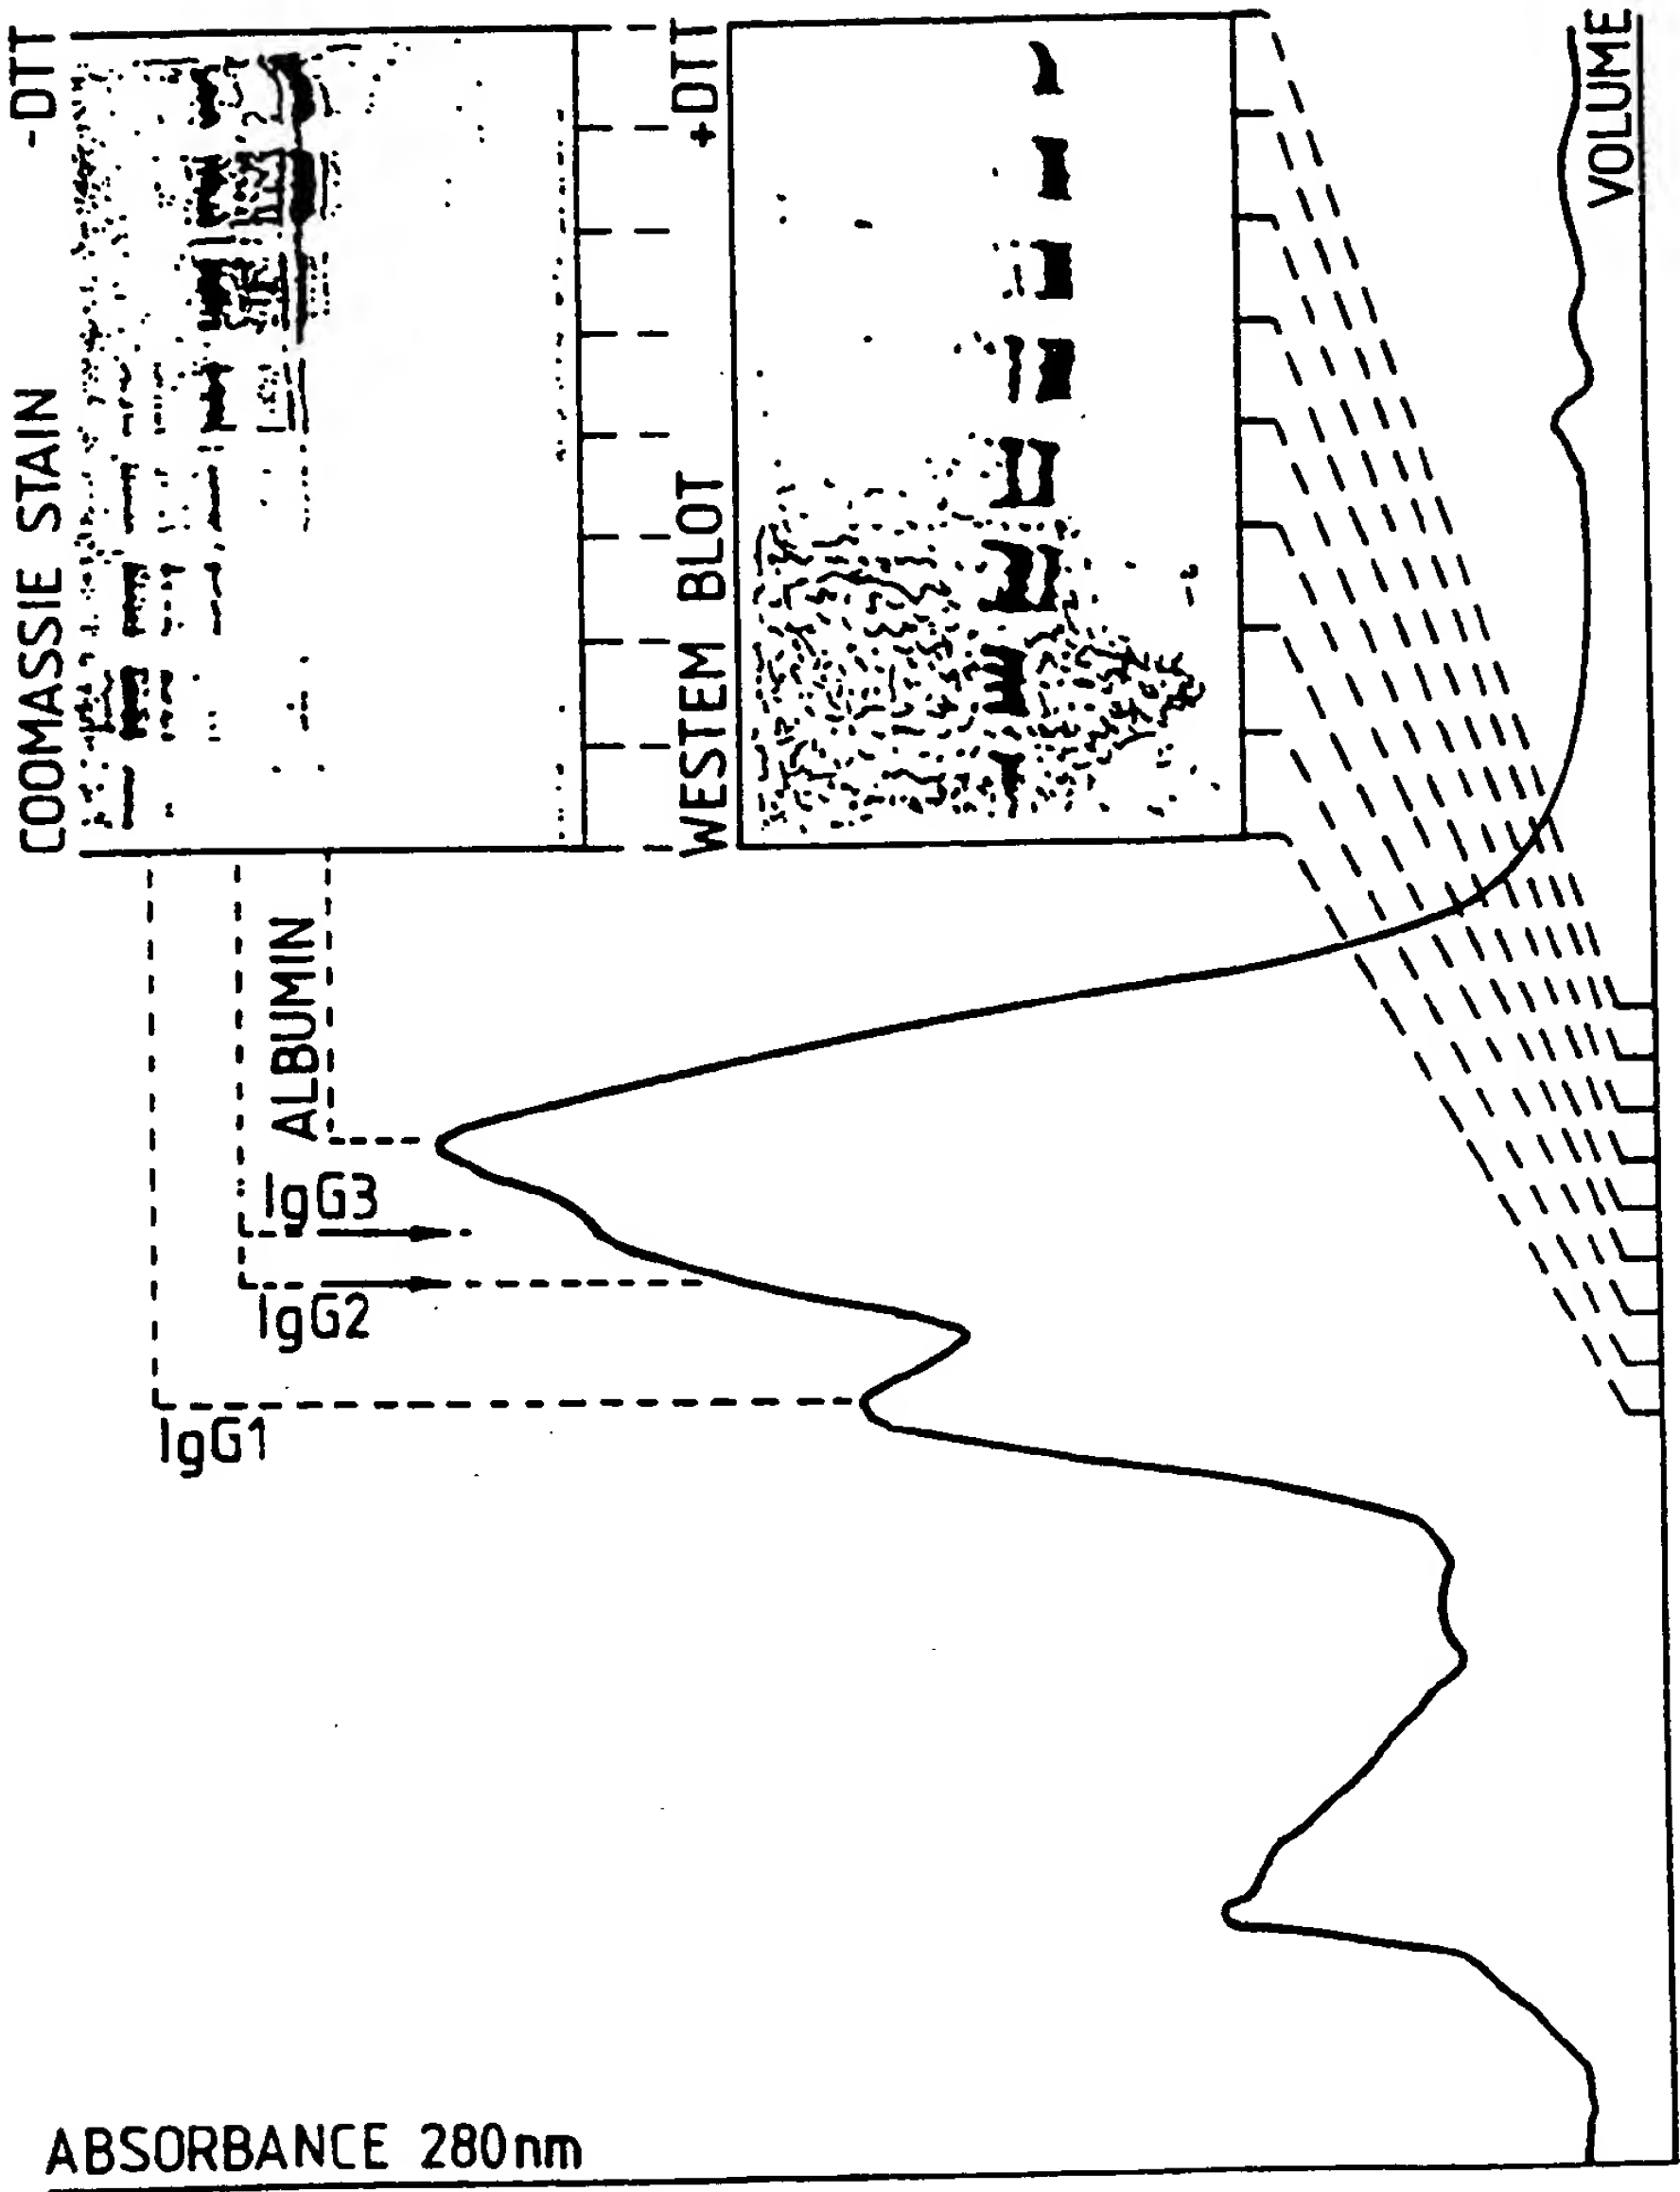 COOMASSIE STAIN -DTT
WESTEM BLOT +DTT
ALBUMIN
IgG3
IgG2
IgG1
VOLUME
ABSORBANCE 280nm